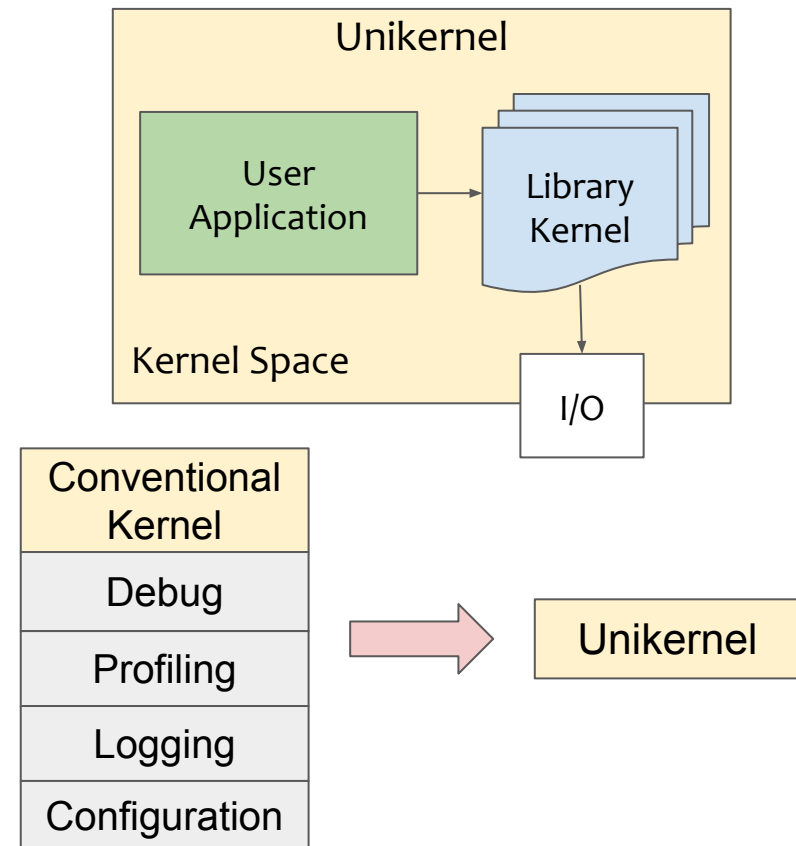 Unikernel
User
Application
Library
Kernel
Kernel Space
I/O
Conventional
Kernel
Debug
Profiling
Logging
Configuration
Unikernel